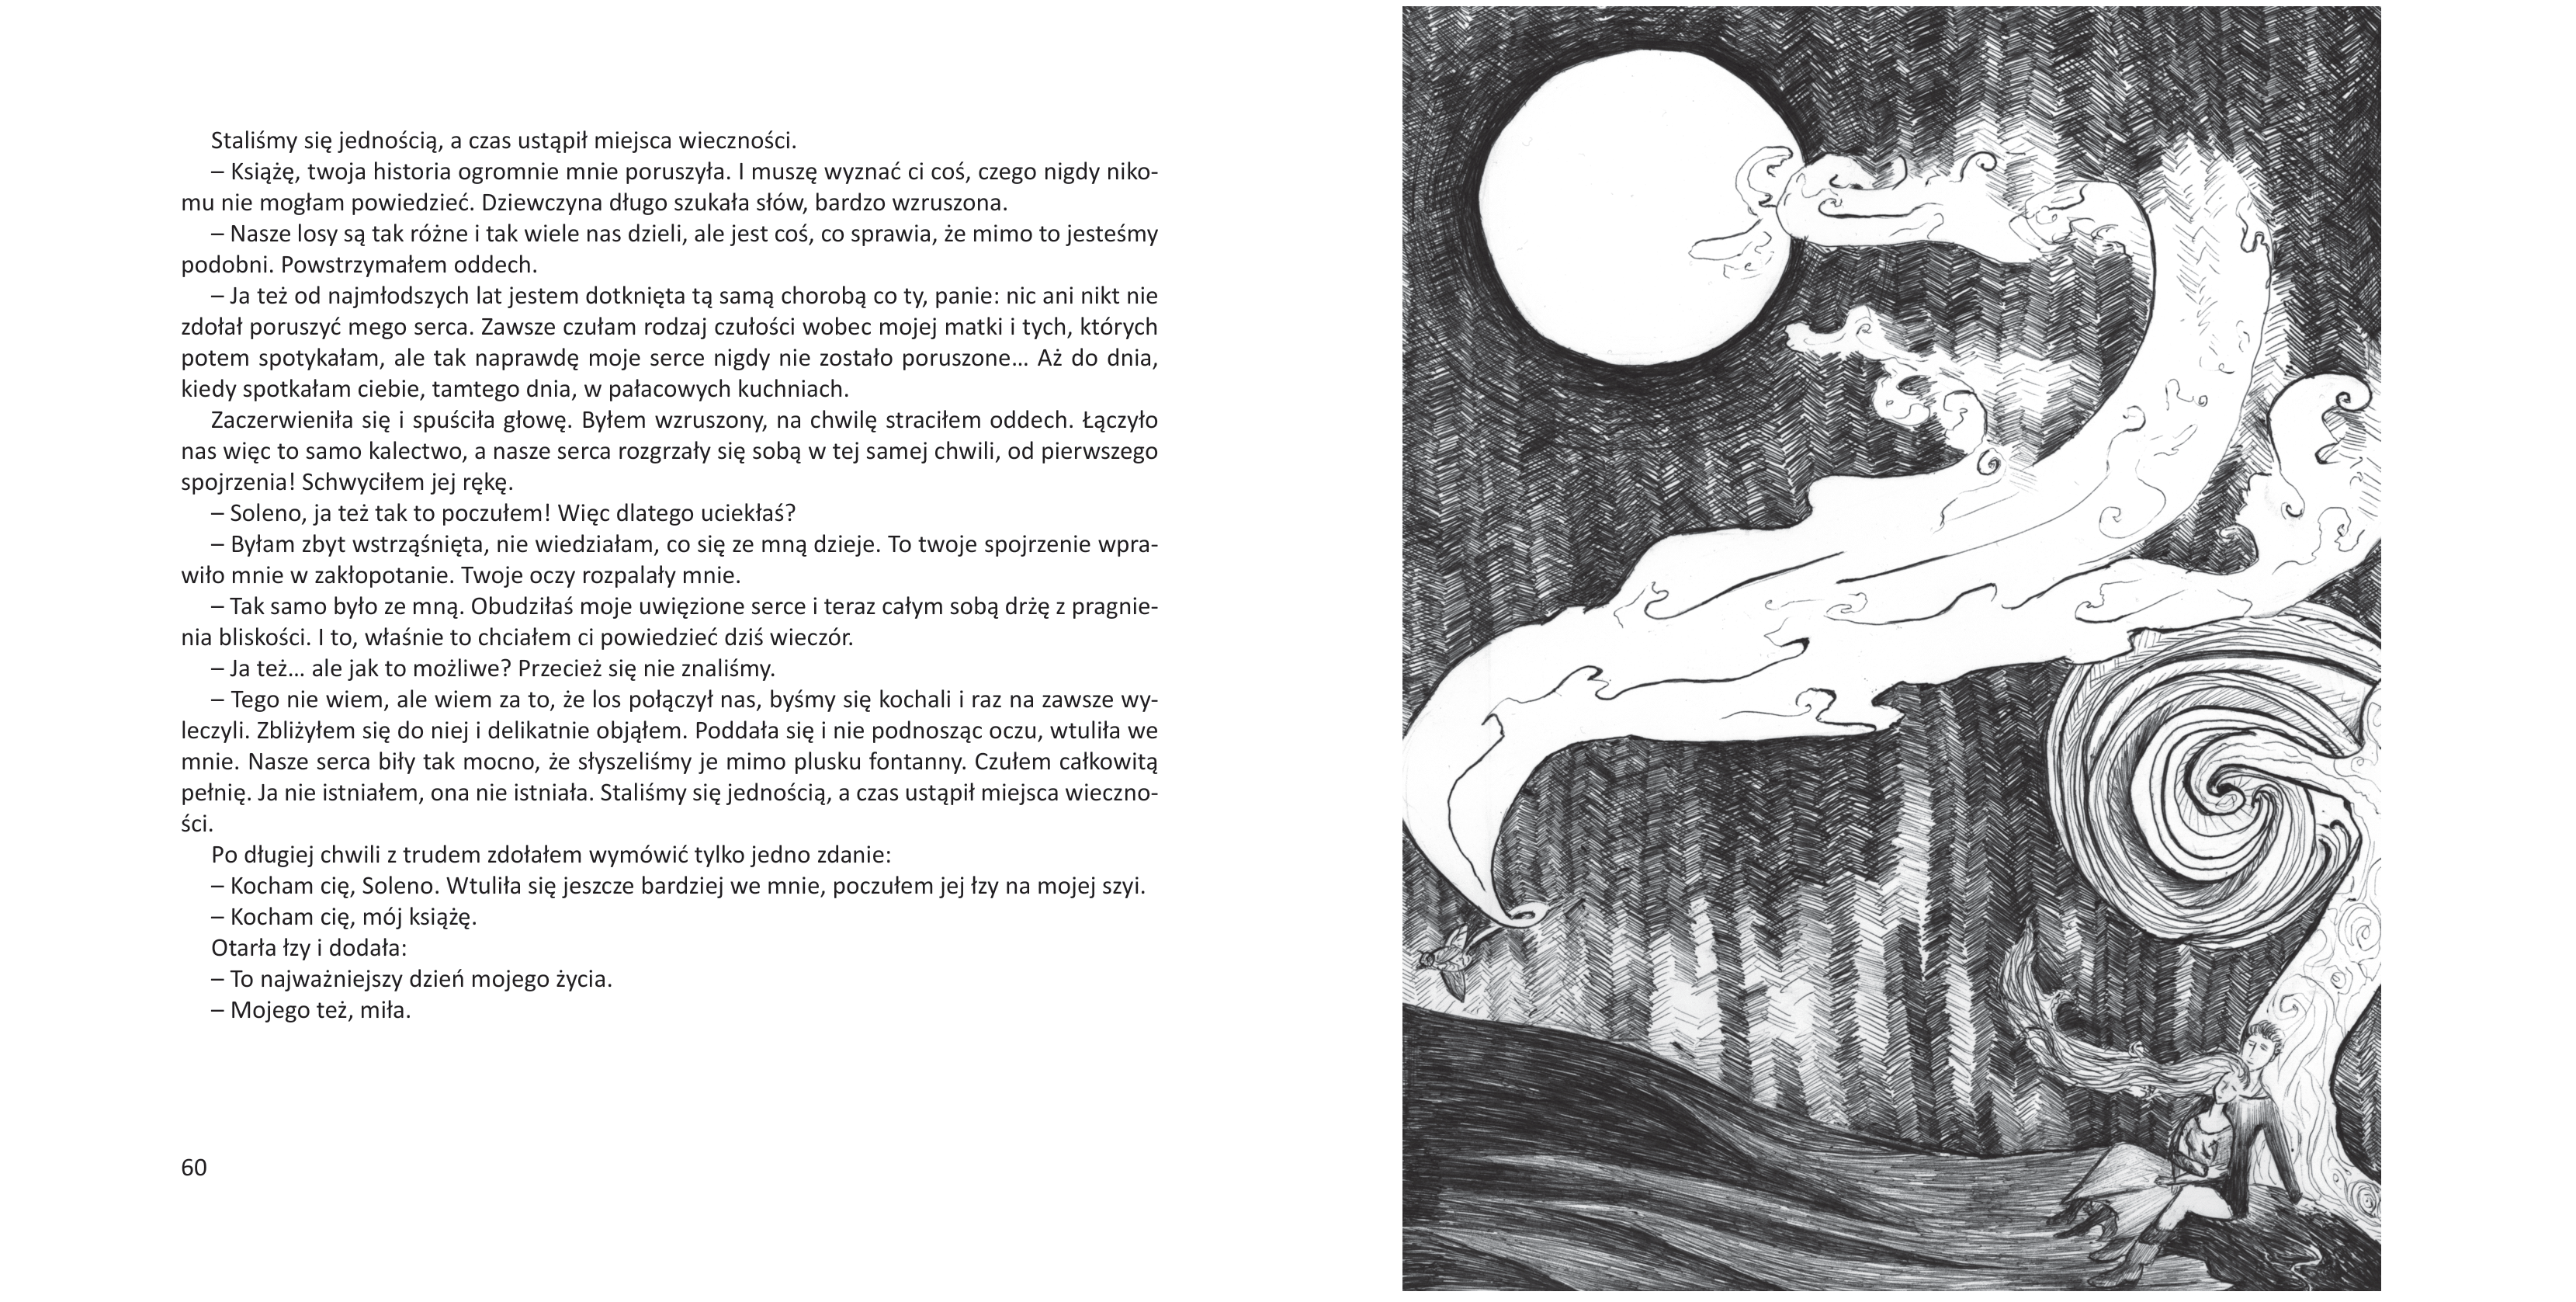 Staliśmy się jednością, a czas ustąpił miejsca wieczności.
– Książę, twoja historia ogromnie mnie poruszyła. I muszę wyznać ci coś, czego nigdy niko-
mu nie mogłam powiedzieć. Dziewczyna długo szukała słów, bardzo wzruszona.
– Nasze losy są tak różne i tak wiele nas dzieli, ale jest coś, co sprawia, że mimo to jesteśmy
podobni. Powstrzymałem oddech.
– Ja też od najmłodszych lat jestem dotknięta tą samą chorobą co ty, panie: nic ani nikt nie
zdołał poruszyć mego serca. Zawsze czułam rodzaj czułości wobec mojej matki i tych, których
potem spotykałam, ale tak naprawdę moje serce nigdy nie zostało poruszone… Aż do dnia,
kiedy spotkałam ciebie, tamtego dnia, w pałacowych kuchniach.
Zaczerwieniła się i spuściła głowę. Byłem wzruszony, na chwilę straciłem oddech. Łączyło
nas więc to samo kalectwo, a nasze serca rozgrzały się sobą w tej samej chwili, od pierwszego
spojrzenia! Schwyciłem jej rękę.
– Soleno, ja też tak to poczułem! Więc dlatego uciekłaś?
– Byłam zbyt wstrząśnięta, nie wiedziałam, co się ze mną dzieje. To twoje spojrzenie wpra-
wiło mnie w zakłopotanie. Twoje oczy rozpalały mnie.
– Tak samo było ze mną. Obudziłaś moje uwięzione serce i teraz całym sobą drżę z pragnie-
nia bliskości. I to, właśnie to chciałem ci powiedzieć dziś wieczór.
– Ja też… ale jak to możliwe? Przecież się nie znaliśmy.
– Tego nie wiem, ale wiem za to, że los połączył nas, byśmy się kochali i raz na zawsze wy-
leczyli. Zbliżyłem się do niej i delikatnie objąłem. Poddała się i nie podnosząc oczu, wtuliła we
mnie. Nasze serca biły tak mocno, że słyszeliśmy je mimo plusku fontanny. Czułem całkowitą
pełnię. Ja nie istniałem, ona nie istniała. Staliśmy się jednością, a czas ustąpił miejsca wieczno-
ści.
Po długiej chwili z trudem zdołałem wymówić tylko jedno zdanie:
– Kocham cię, Soleno. Wtuliła się jeszcze bardziej we mnie, poczułem jej łzy na mojej szyi.
– Kocham cię, mój książę.
Otarła łzy i dodała:
– To najważniejszy dzień mojego życia.
– Mojego też, miła.
60